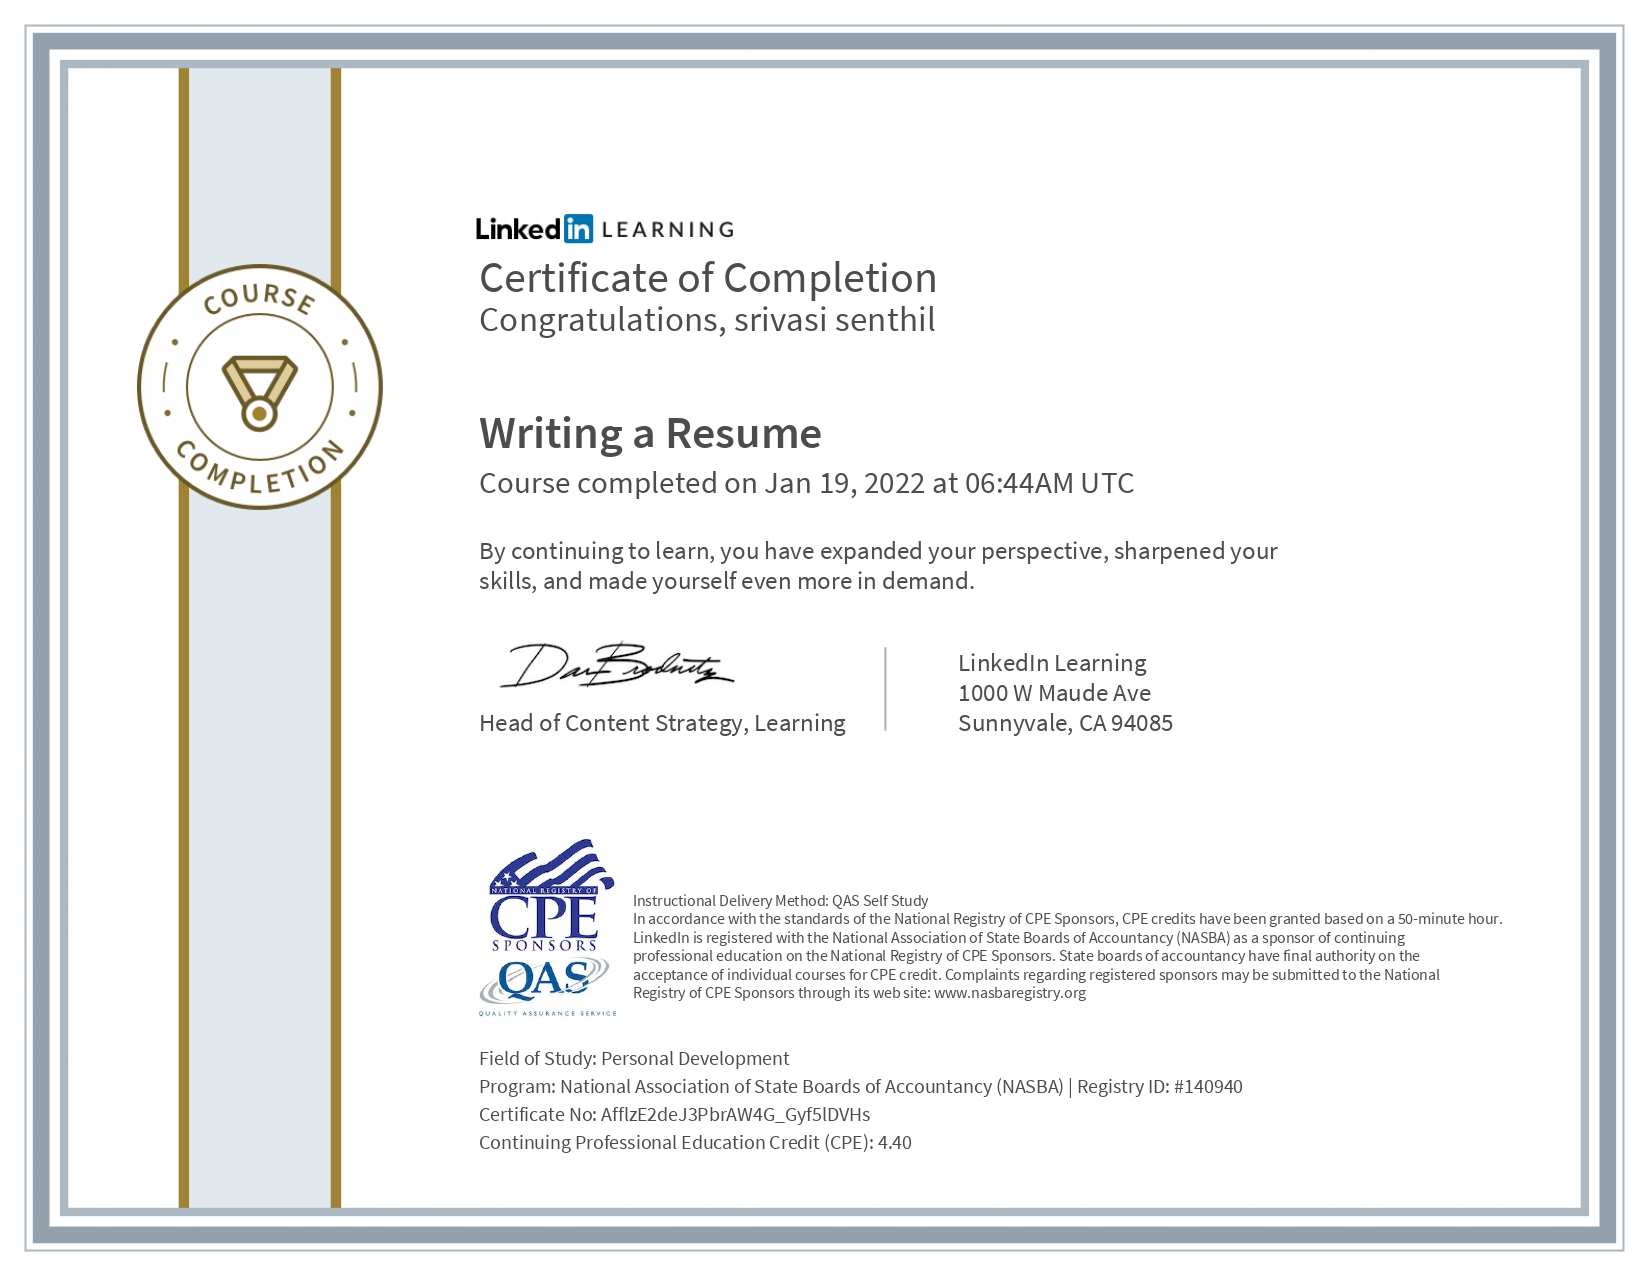 COURSE
COMPLETION
Linked in LEARNING
Certificate of Completion
Congratulations, srivasi senthil
Writing a Resume
Course completed on Jan 19, 2022 at 06:44AM UTC
By continuing to learn, you have expanded your perspective, sharpened your
skills, and made yourself even more in demand.
Dan Brodnitz
Head of Content Strategy, Learning
LinkedIn Learning
1000 W Maude Ave
Sunnyvale, CA 94085
NATIONAL REGISTRY OF
CPE
SPONSORS
QAS
QUALITY ASSURANCE SERVICE
Instructional Delivery Method: QAS Self Study
In accordance with the standards of the National Registry of CPE Sponsors, CPE credits have been granted based on a 50-minute hour.
LinkedIn is registered with the National Association of State Boards of Accountancy (NASBA) as a sponsor of continuing
professional education on the National Registry of CPE Sponsors. State boards of accountancy have final authority on the
acceptance of individual courses for CPE credit. Complaints regarding registered sponsors may be submitted to the National
Registry of CPE Sponsors through its web site: www.nasbaregistry.org
Field of Study: Personal Development
Program: National Association of State Boards of Accountancy (NASBA) | Registry ID: #140940
Certificate No: AfflzE2deJ3PbrAW4G_Gyf5lDVHs
Continuing Professional Education Credit (CPE): 4.40